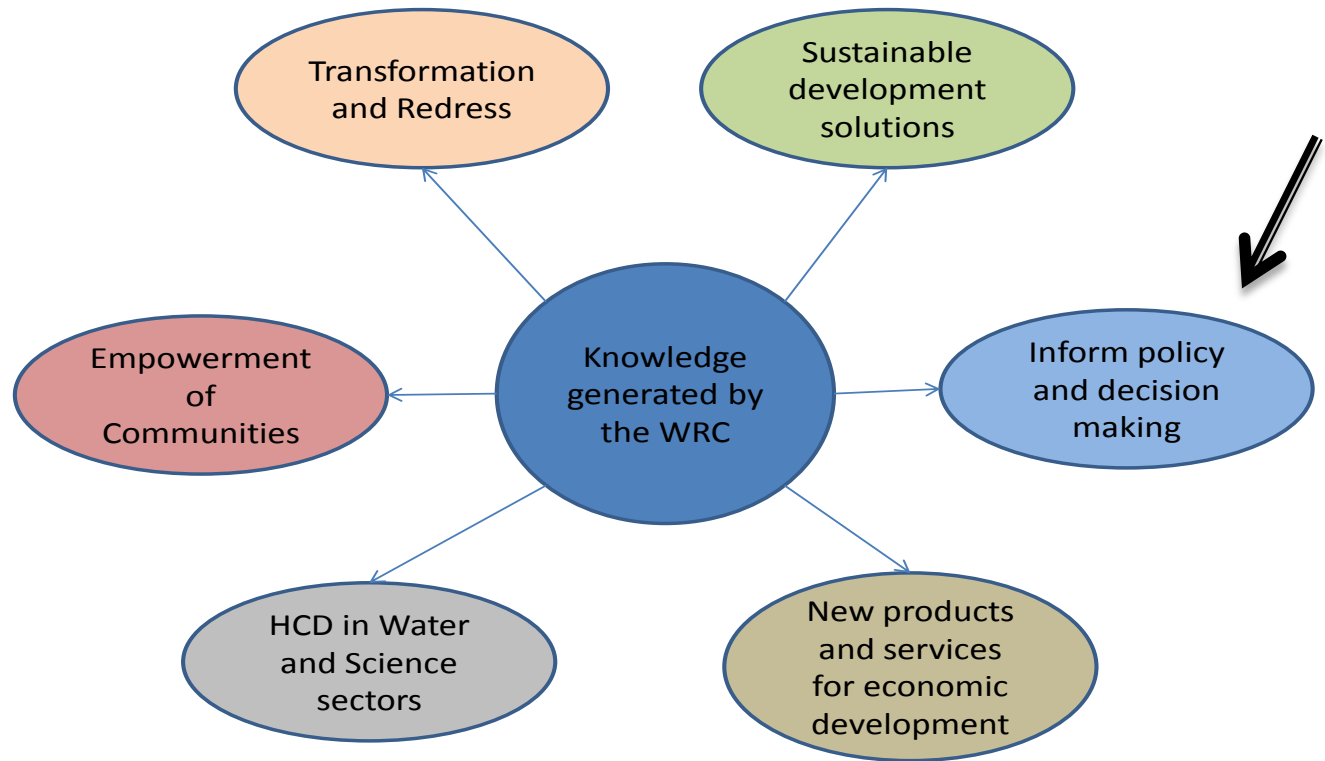 Transformation
and Redress
Sustainable
development
solutions
Empowerment
of
Communities
Knowledge
generated by
the WRC
Inform policy
and decision
making
HCD in Water
and Science
sectors
New products
and services
for economic
development